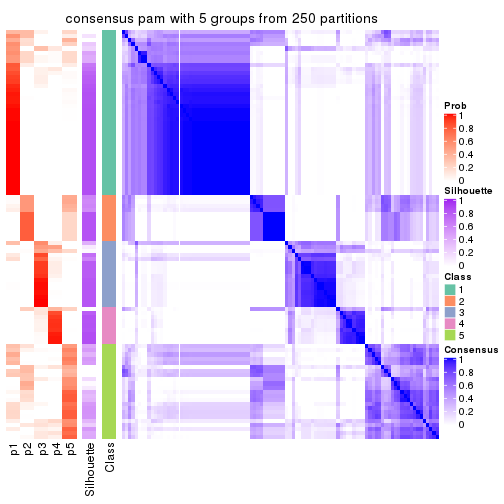 consensus pam with 5 groups from 250 partitions
Prob
1
0.8
0.6
0.4
0.2
0
Silhouette
1
0.8
0.6
0.4
0.2
0
Class
1
2
3
4
5
Consensus
1
0.8
0.6
0.4
0.2
0
p1
p2
p3
p4
p5
Silhouette
Class